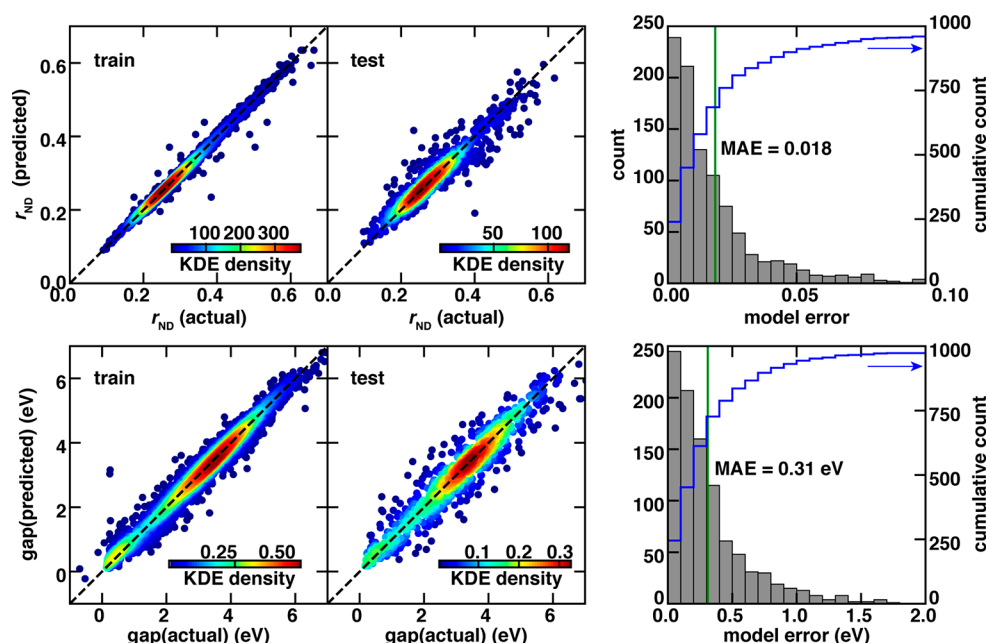 train
test
r_ND (predicted)
0.6
0.4
0.2
0.0
100 200 300
KDE density
50 100
KDE density
0.0 0.2 0.4 0.6
0.0 0.2 0.4 0.6
r_ND (actual)
r_ND (actual)
250
200
150
100
50
0
count
MAE = 0.018
1000
750
500
250
0
cumulative count
0.00 0.05 0.10
model error
train
test
gap(predicted) (eV)
6
4
2
0
0.25 0.50
KDE density
0.1 0.2 0.3
KDE density
0 2 4 6
0 2 4 6
gap(actual) (eV)
gap(actual) (eV)
250
200
150
100
50
0
count
MAE = 0.31 eV
1000
750
500
250
0
cumulative count
0.0 0.5 1.0 1.5 2.0
model error (eV)